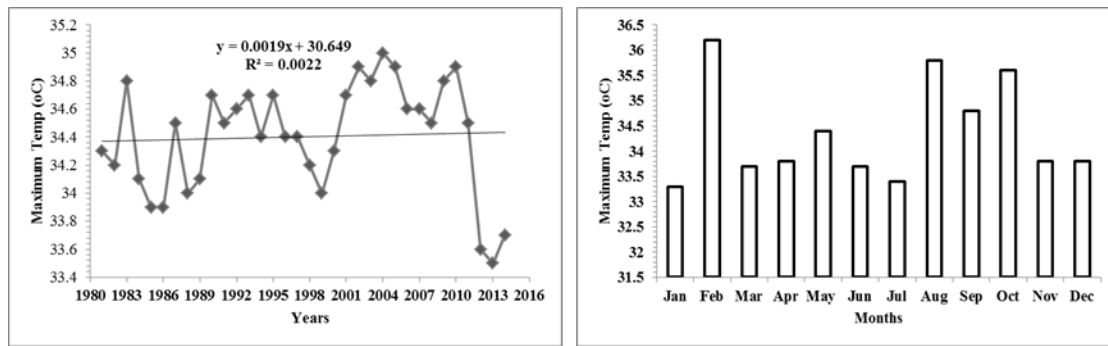 35.2
35
34.8
34.6
34.4
34.2
34
33.8
33.6
33.4
Maximum Temp (oC)
y = 0.0019x + 30.649
R² = 0.0022
1980 1983 1986 1989 1992 1995 1998 2001 2004 2007 2010 2013 2016
Years
36.5
36
35.5
35
34.5
34
33.5
33
32.5
32
31.5
Maximum Temp (oC)
Jan Feb Mar Apr May Jun Jul Aug Sep Oct Nov Dec
Months